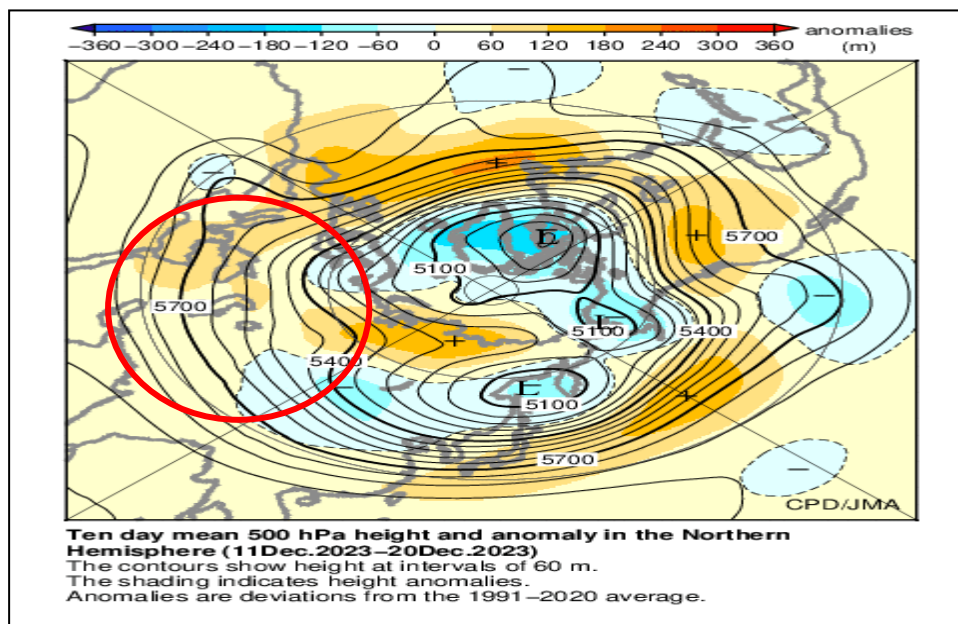 −360 −300 −240 −180 −120 −60 0 60 120 180 240 300 360 anomalies
(m)
5700
5100
5700
5100
5400
5400
L
L
L
5100
5700
CPD/JMA
Ten day mean 500 hPa height and anomaly in the Northern
Hemisphere (11Dec.2023−20Dec.2023)
The contours show height at intervals of 60 m.
The shading indicates height anomalies.
Anomalies are deviations from the 1991−2020 average.